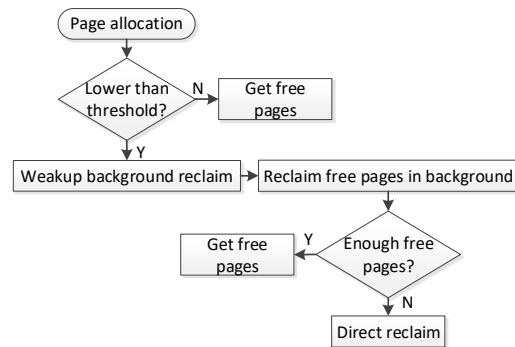 Page allocation
Lower than
threshold?
N
Get free
pages
Y
Weakup background reclaim
Reclaim free pages in background
Enough free
pages?
Y
Get free
pages
N
Direct reclaim